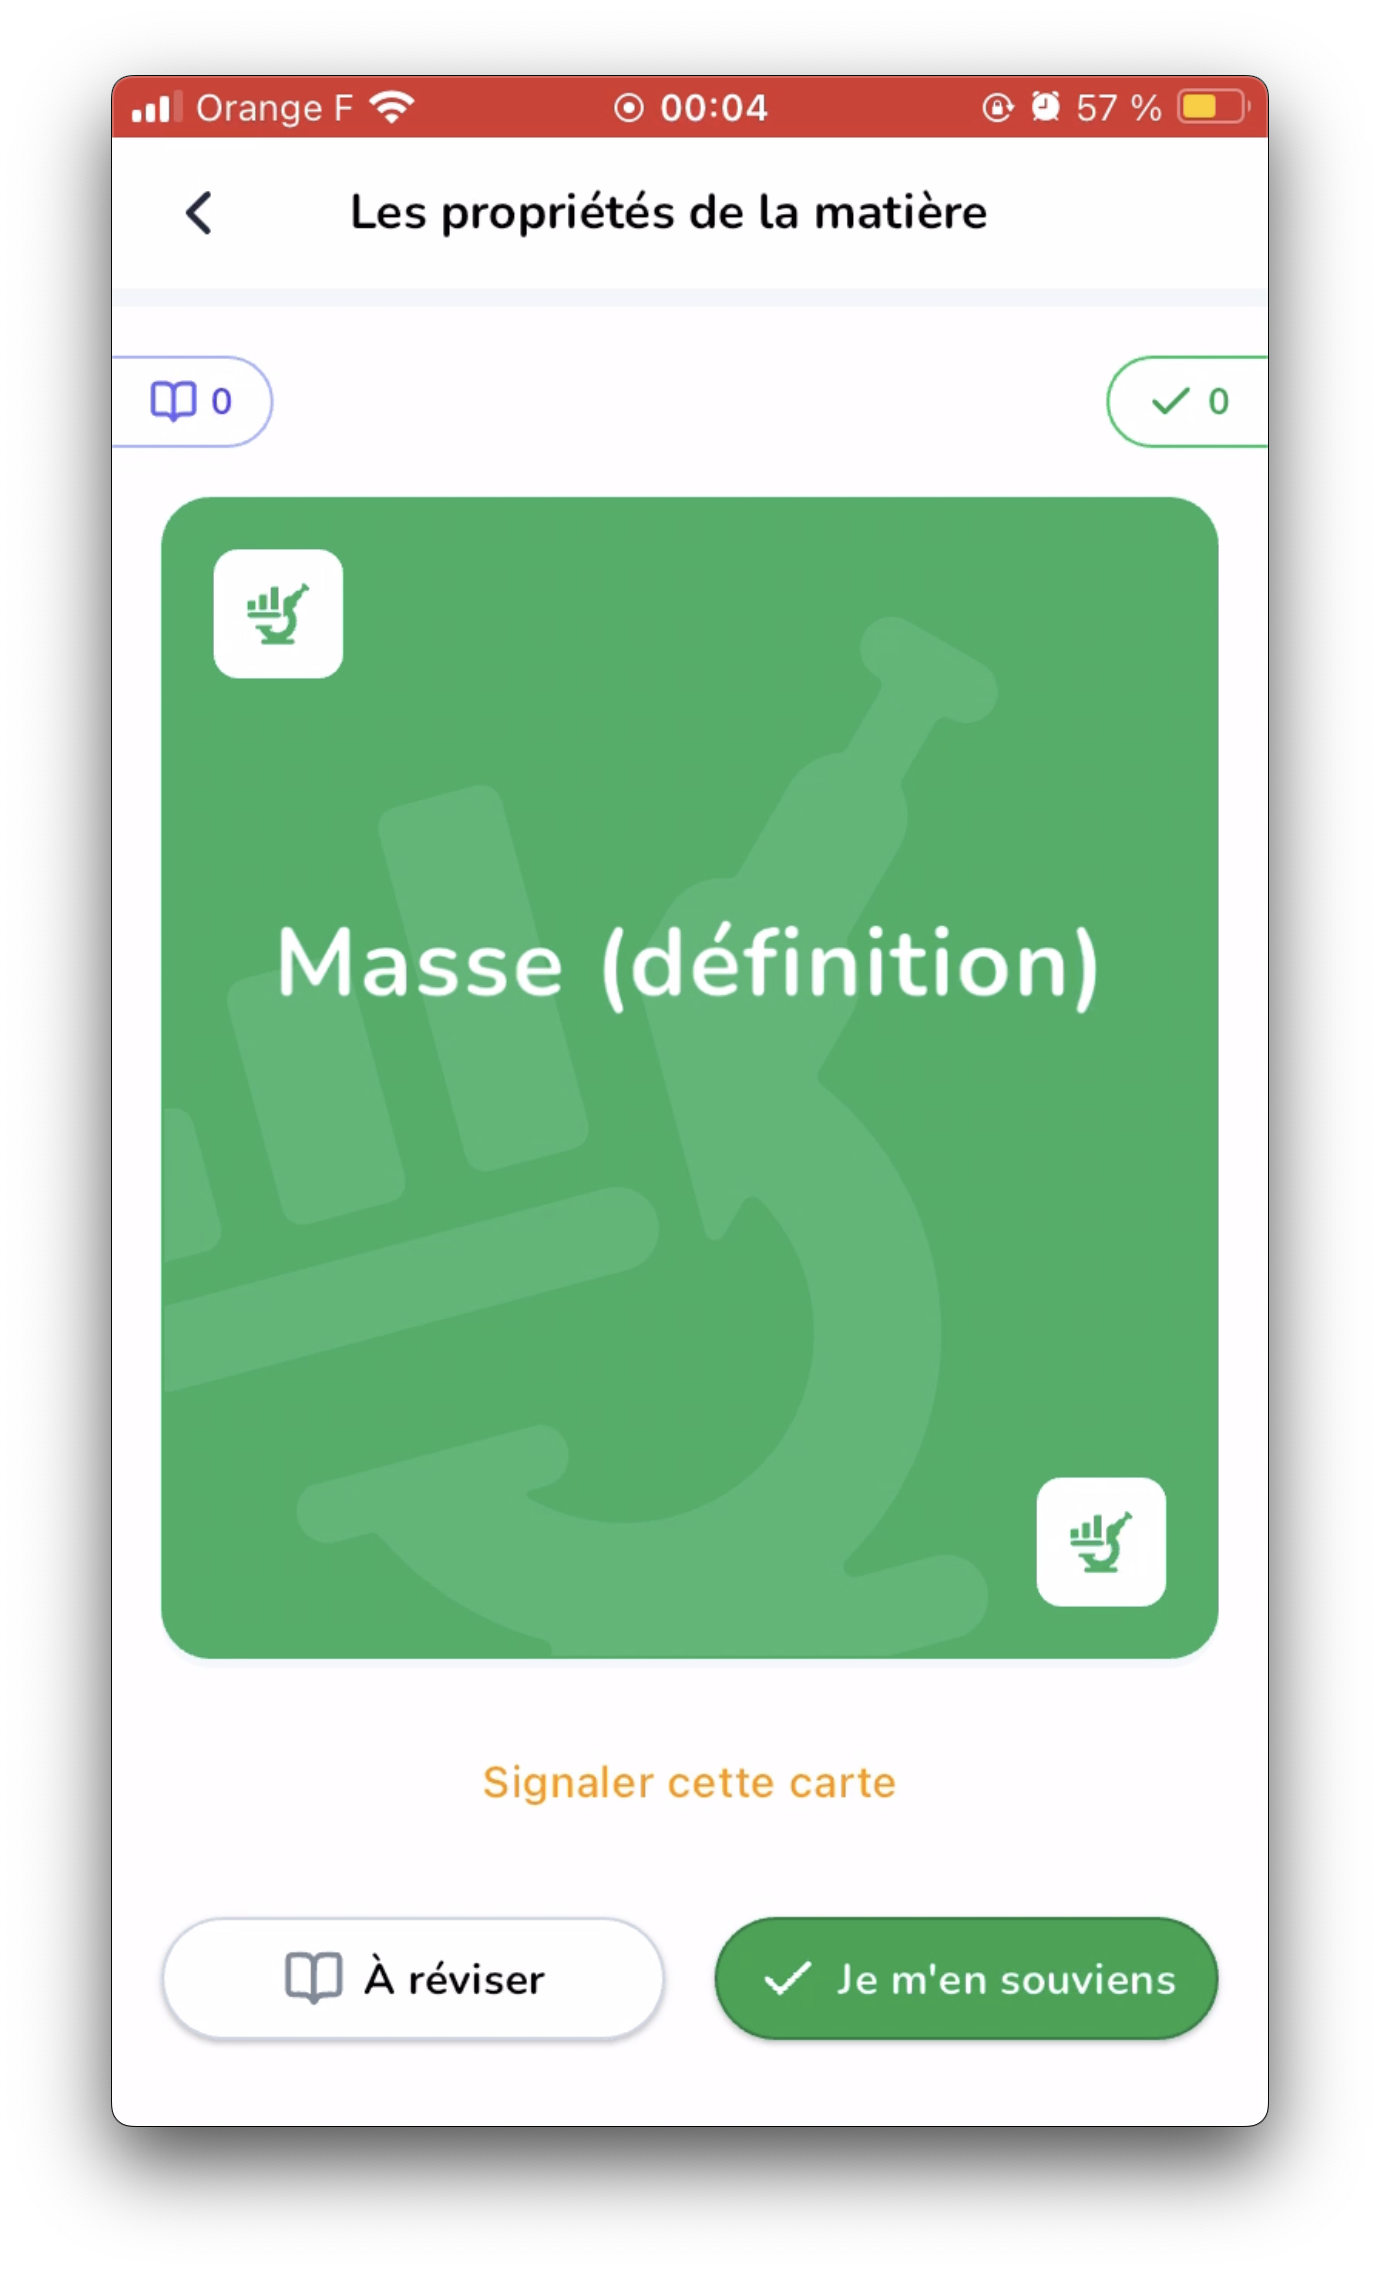 Orange F 00:04 57 %
Les propriétés de la matière
0 0
Masse (définition)
Signaler cette carte
À réviser Je m'en souviens